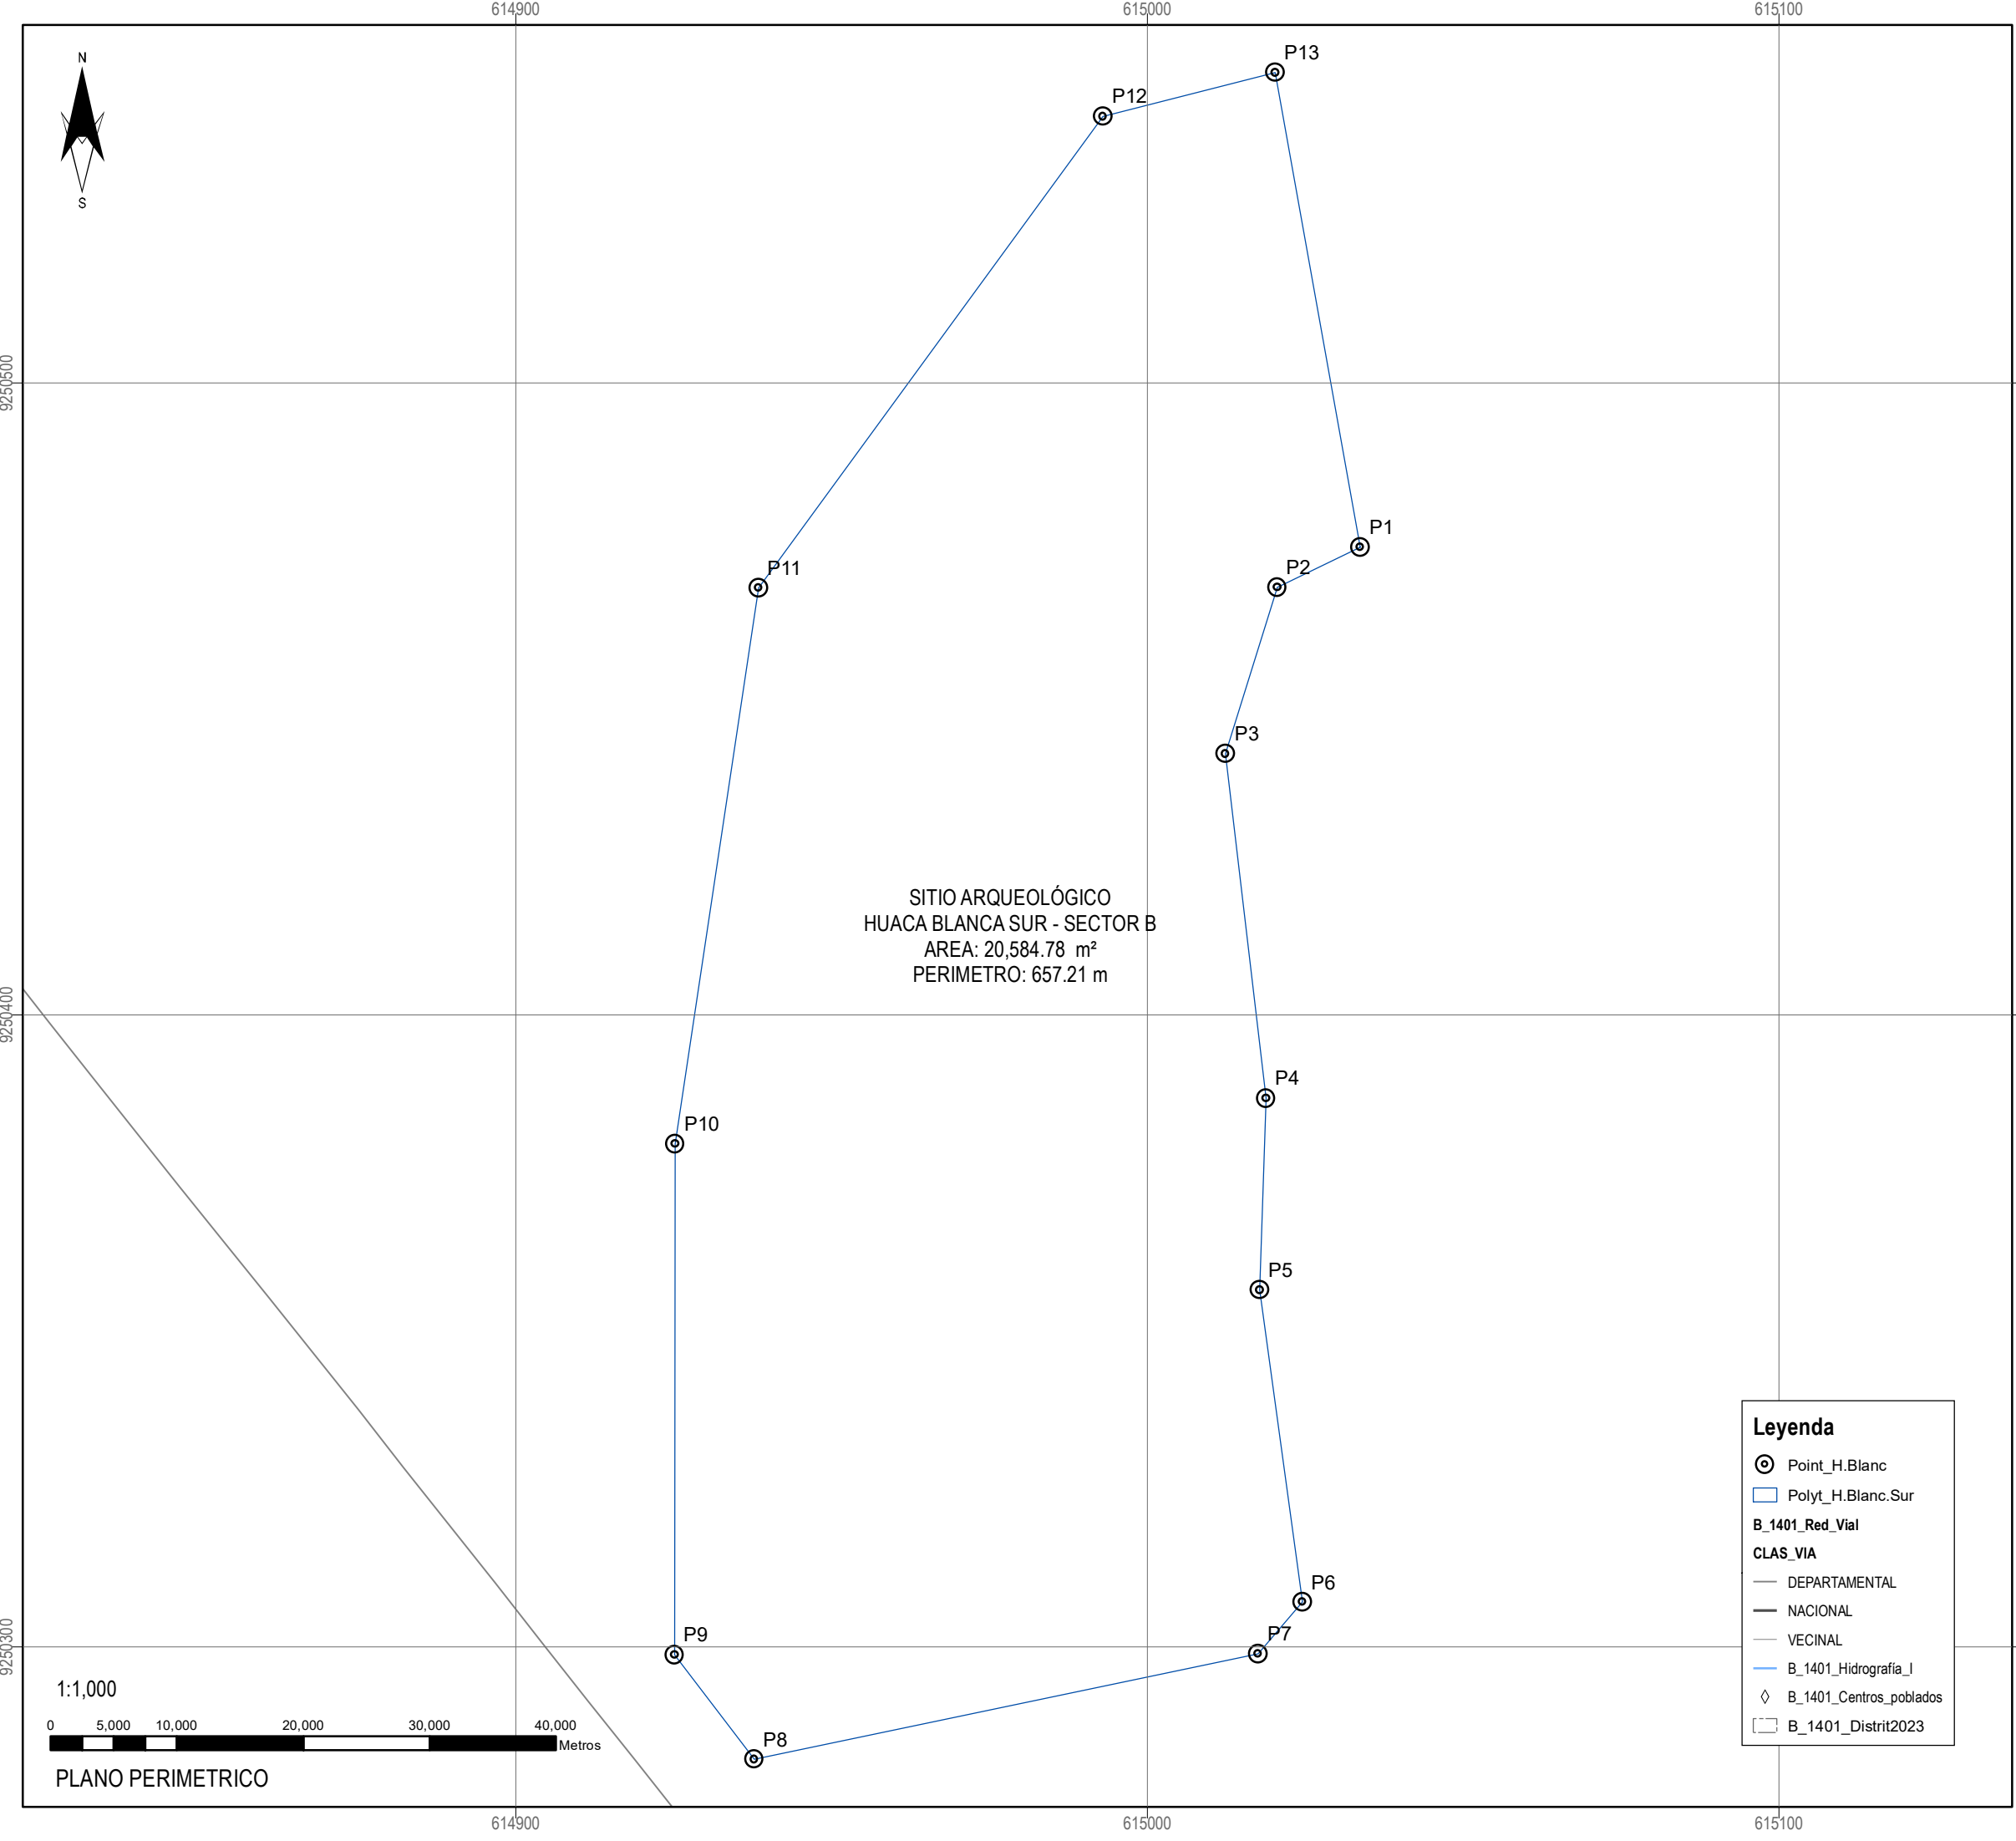 614900
615000
615100
N
S
P13
P12
9250500
P1
P11
P2
P3
SITIO ARQUEOLÓGICO
HUACA BLANCA SUR - SECTOR B
AREA: 20,584.78 m²
PERIMETRO: 657.21 m
9250400
P4
P10
P5
P6
P7
P9
9250300
P8
Leyenda
Point_H.Blanc
Polyt_H.Blanc.Sur
B_1401_Red_Vial
CLAS_VIA
DEPARTAMENTAL
NACIONAL
VECINAL
B_1401_Hidrografía_l
B_1401_Centros_poblados
B_1401_Distrit2023
1:1,000
0 5,000 10,000 20,000 30,000 40,000
Metros
PLANO PERIMETRICO
614900
615000
615100